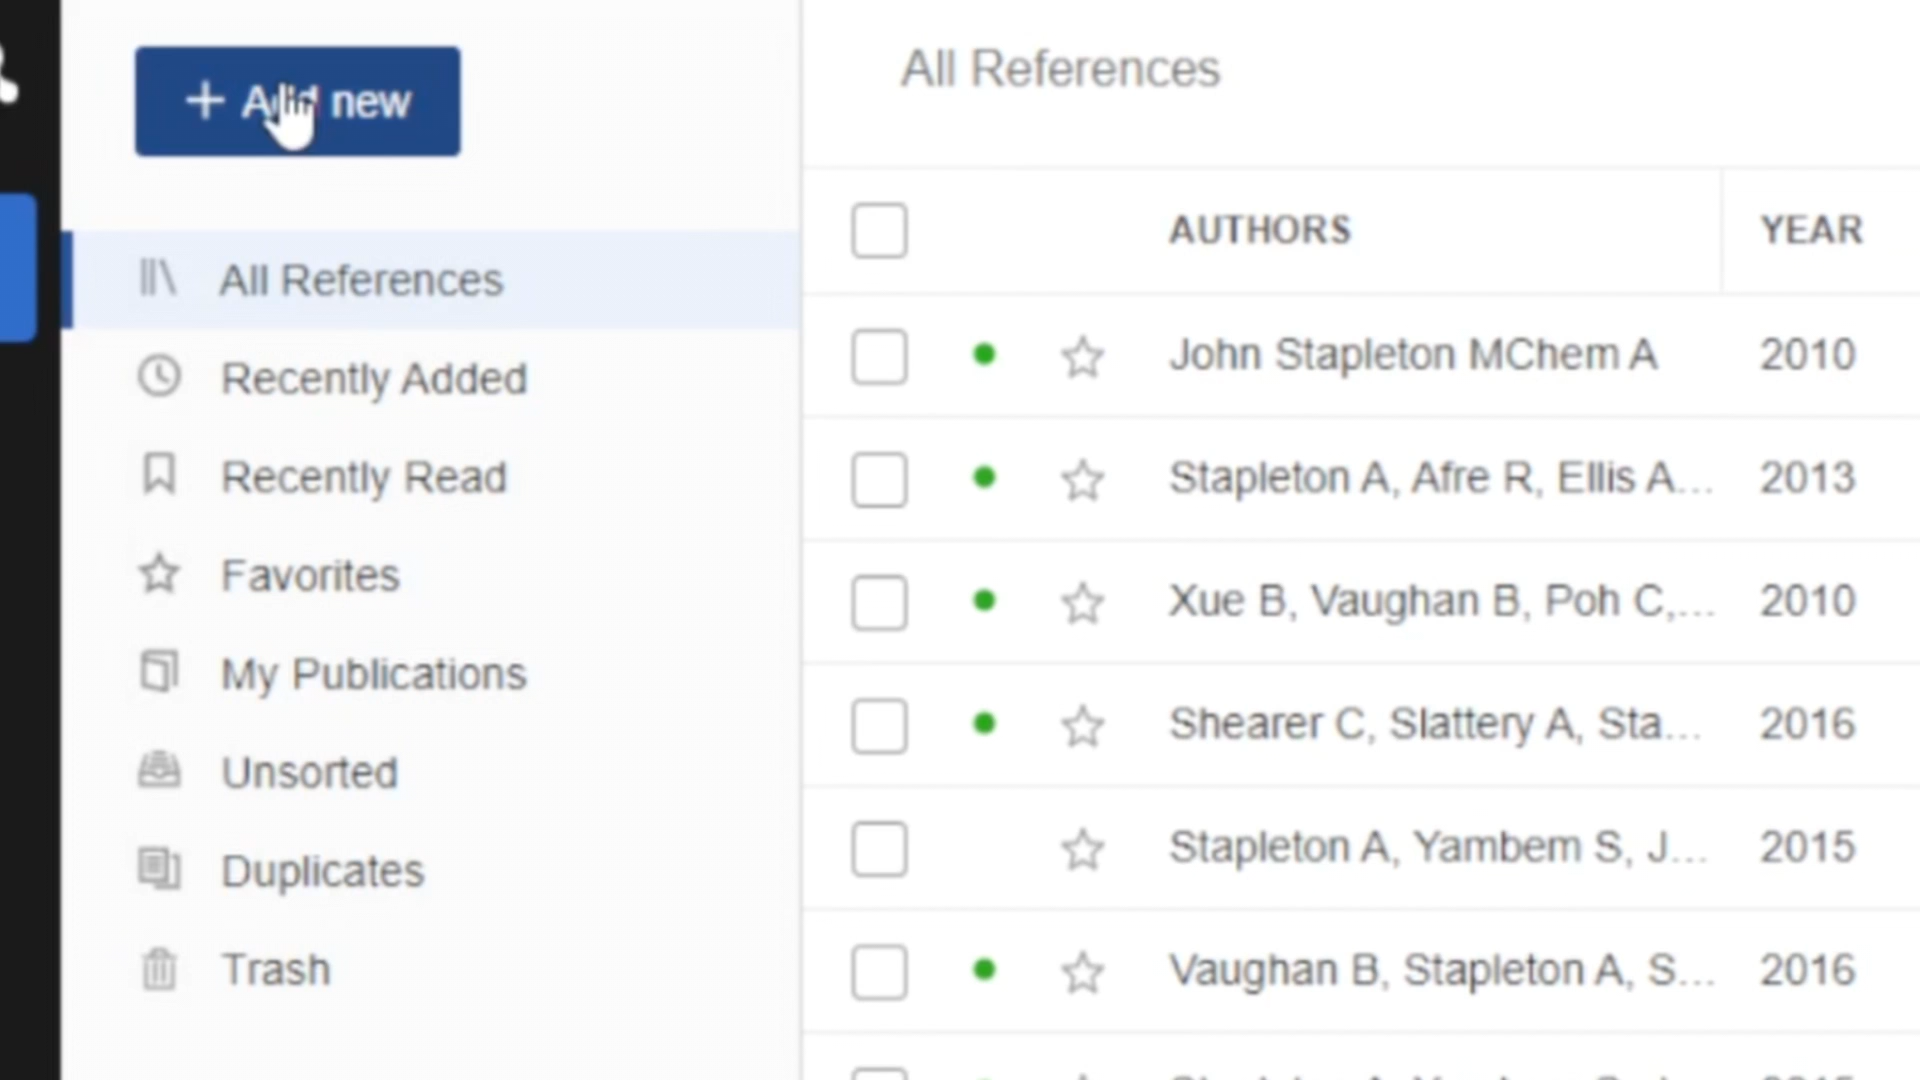 + Add new
All References
Recently Added
Recently Read
Favorites
My Publications
Unsorted
Duplicates
Trash
All References
AUTHORS YEAR
John Stapleton MChem A 2010
Stapleton A, Afre R, Ellis A... 2013
Xue B, Vaughan B, Poh C,... 2010
Shearer C, Slattery A, Sta... 2016
Stapleton A, Yambem S, J... 2015
Vaughan B, Stapleton A, S... 2016